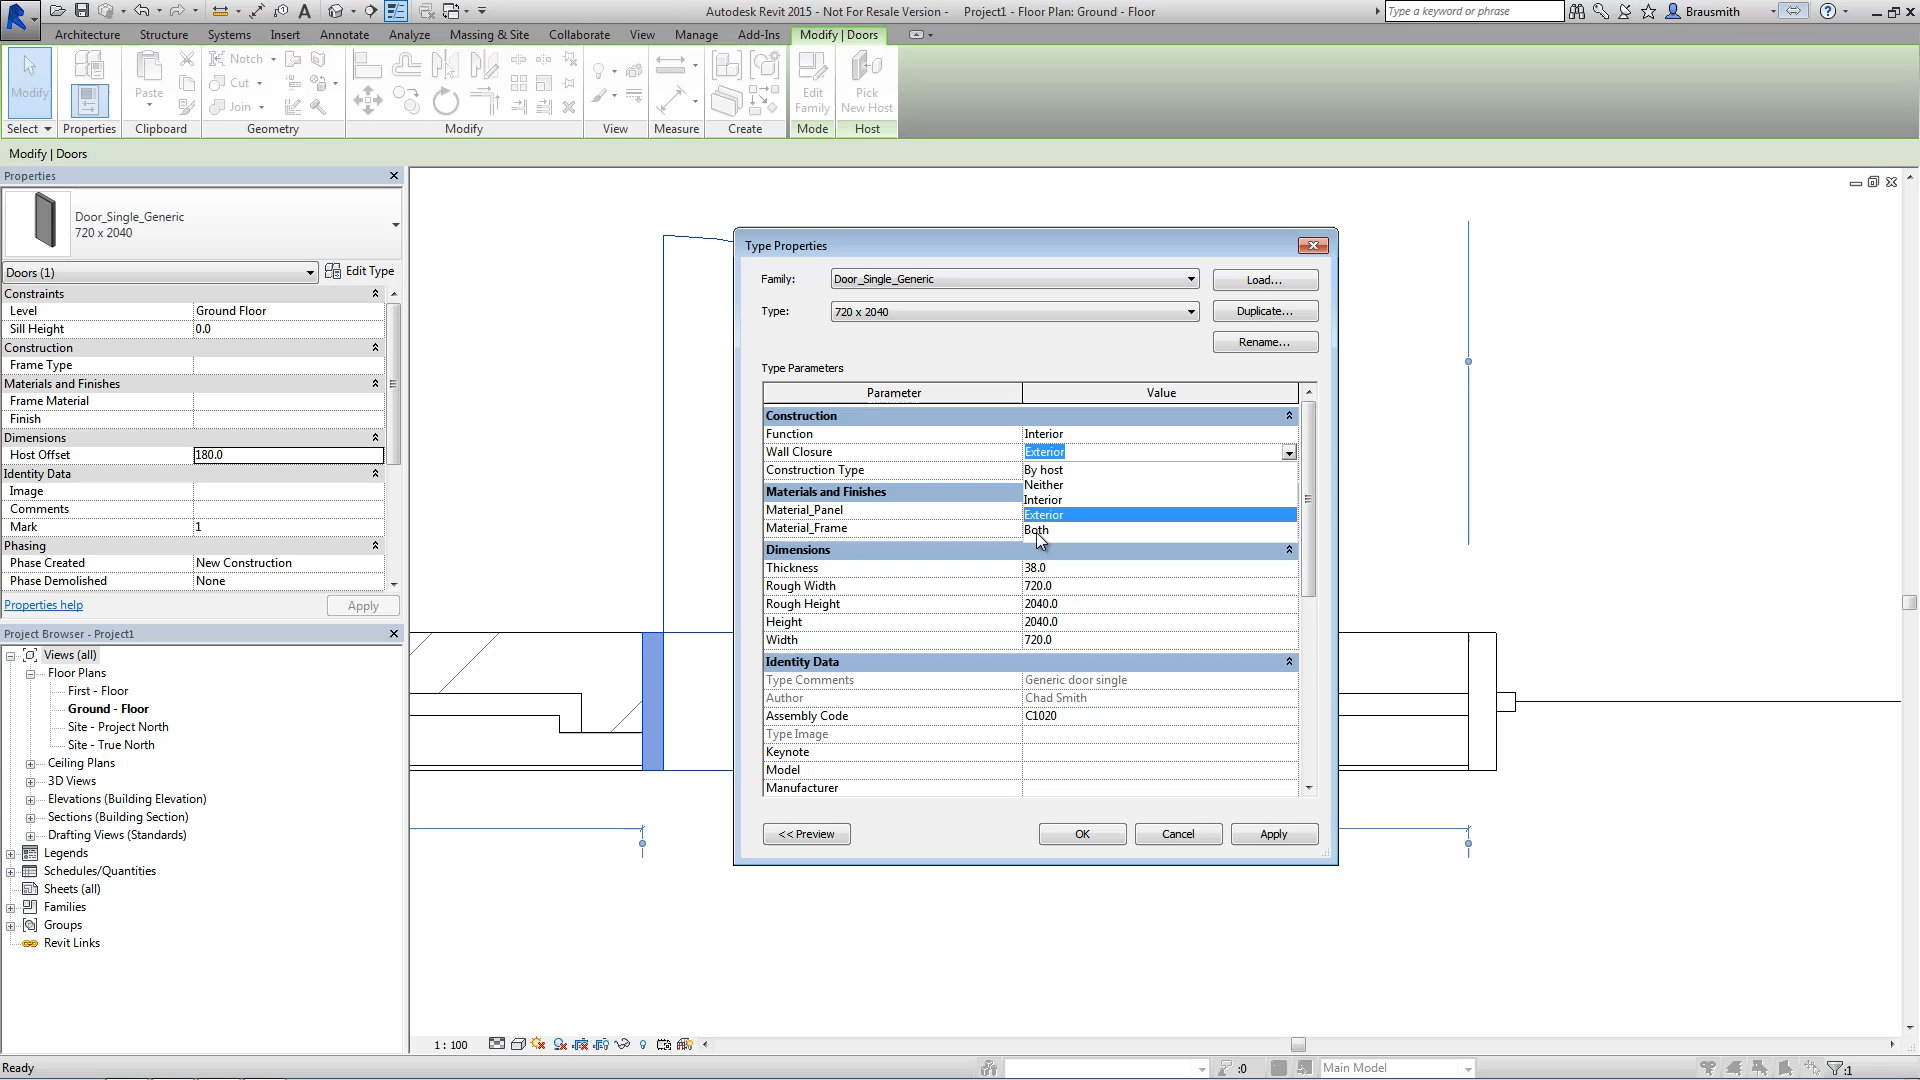 Autodesk Revit 2015 - Not For Resale Version - Project1 - Floor Plan: Ground - Floor
Type a keyword or phrase
Brausmith
Architecture Structure Systems Insert Annotate Analyze Massing & Site Collaborate View Manage Add-Ins Modify | Doors
Modify
Paste
Notch
Cut
Join
Edit Family
Pick New Host
Select Properties Clipboard Geometry Modify View Measure Create Mode Host
Modify | Doors
Properties
Door_Single_Generic
720 x 2040
Doors (1)
Edit Type
Constraints
Level Ground Floor
Sill Height 0.0
Construction
Frame Type
Materials and Finishes
Frame Material
Finish
Dimensions
Host Offset 180.0
Identity Data
Image
Comments
Mark 1
Phasing
Phase Created New Construction
Phase Demolished None
Properties help
Apply
Project Browser - Project1
Views (all)
Floor Plans
First - Floor
Ground - Floor
Site - Project North
Site - True North
Ceiling Plans
3D Views
Elevations (Building Elevation)
Sections (Building Section)
Drafting Views (Standards)
Legends
Schedules/Quantities
Sheets (all)
Families
Groups
Revit Links
Type Properties
Family: Door_Single_Generic Load...
Type: 720 x 2040 Duplicate...
Rename...
Type Parameters
Parameter Value
Construction
Function Interior
Wall Closure Exterior
Construction Type By host
Neither
Materials and Finishes
Interior
Material_Panel Exterior
Material_Frame Both
Dimensions
Thickness 38.0
Rough Width 720.0
Rough Height 2040.0
Height 2040.0
Width 720.0
Identity Data
Type Comments Generic door single
Author Chad Smith
Assembly Code C1020
Type Image
Keynote
Model
Manufacturer
<< Preview OK Cancel Apply
1 : 100
Ready
:0
Main Model
:1